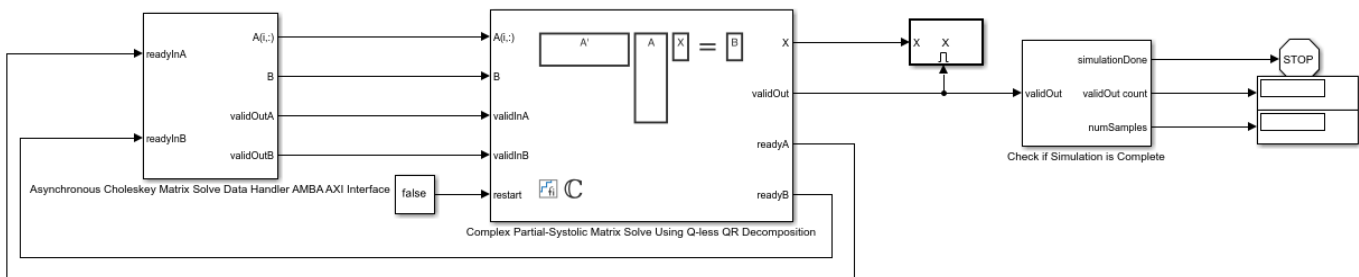 readyInA
readyInB
A(i,:)
B
validOutA
validOutB
Asynchronous Choleskey Matrix Solve Data Handler AMBA AXI Interface
false
A(i,:)
B
validInA
validInB
restart
A'
A
X
=
B
fi
ℂ
X
validOut
readyA
readyB
Complex Partial-Systolic Matrix Solve Using Q-less QR Decomposition
X
X
validOut
simulationDone
validOut count
numSamples
Check if Simulation is Complete
STOP